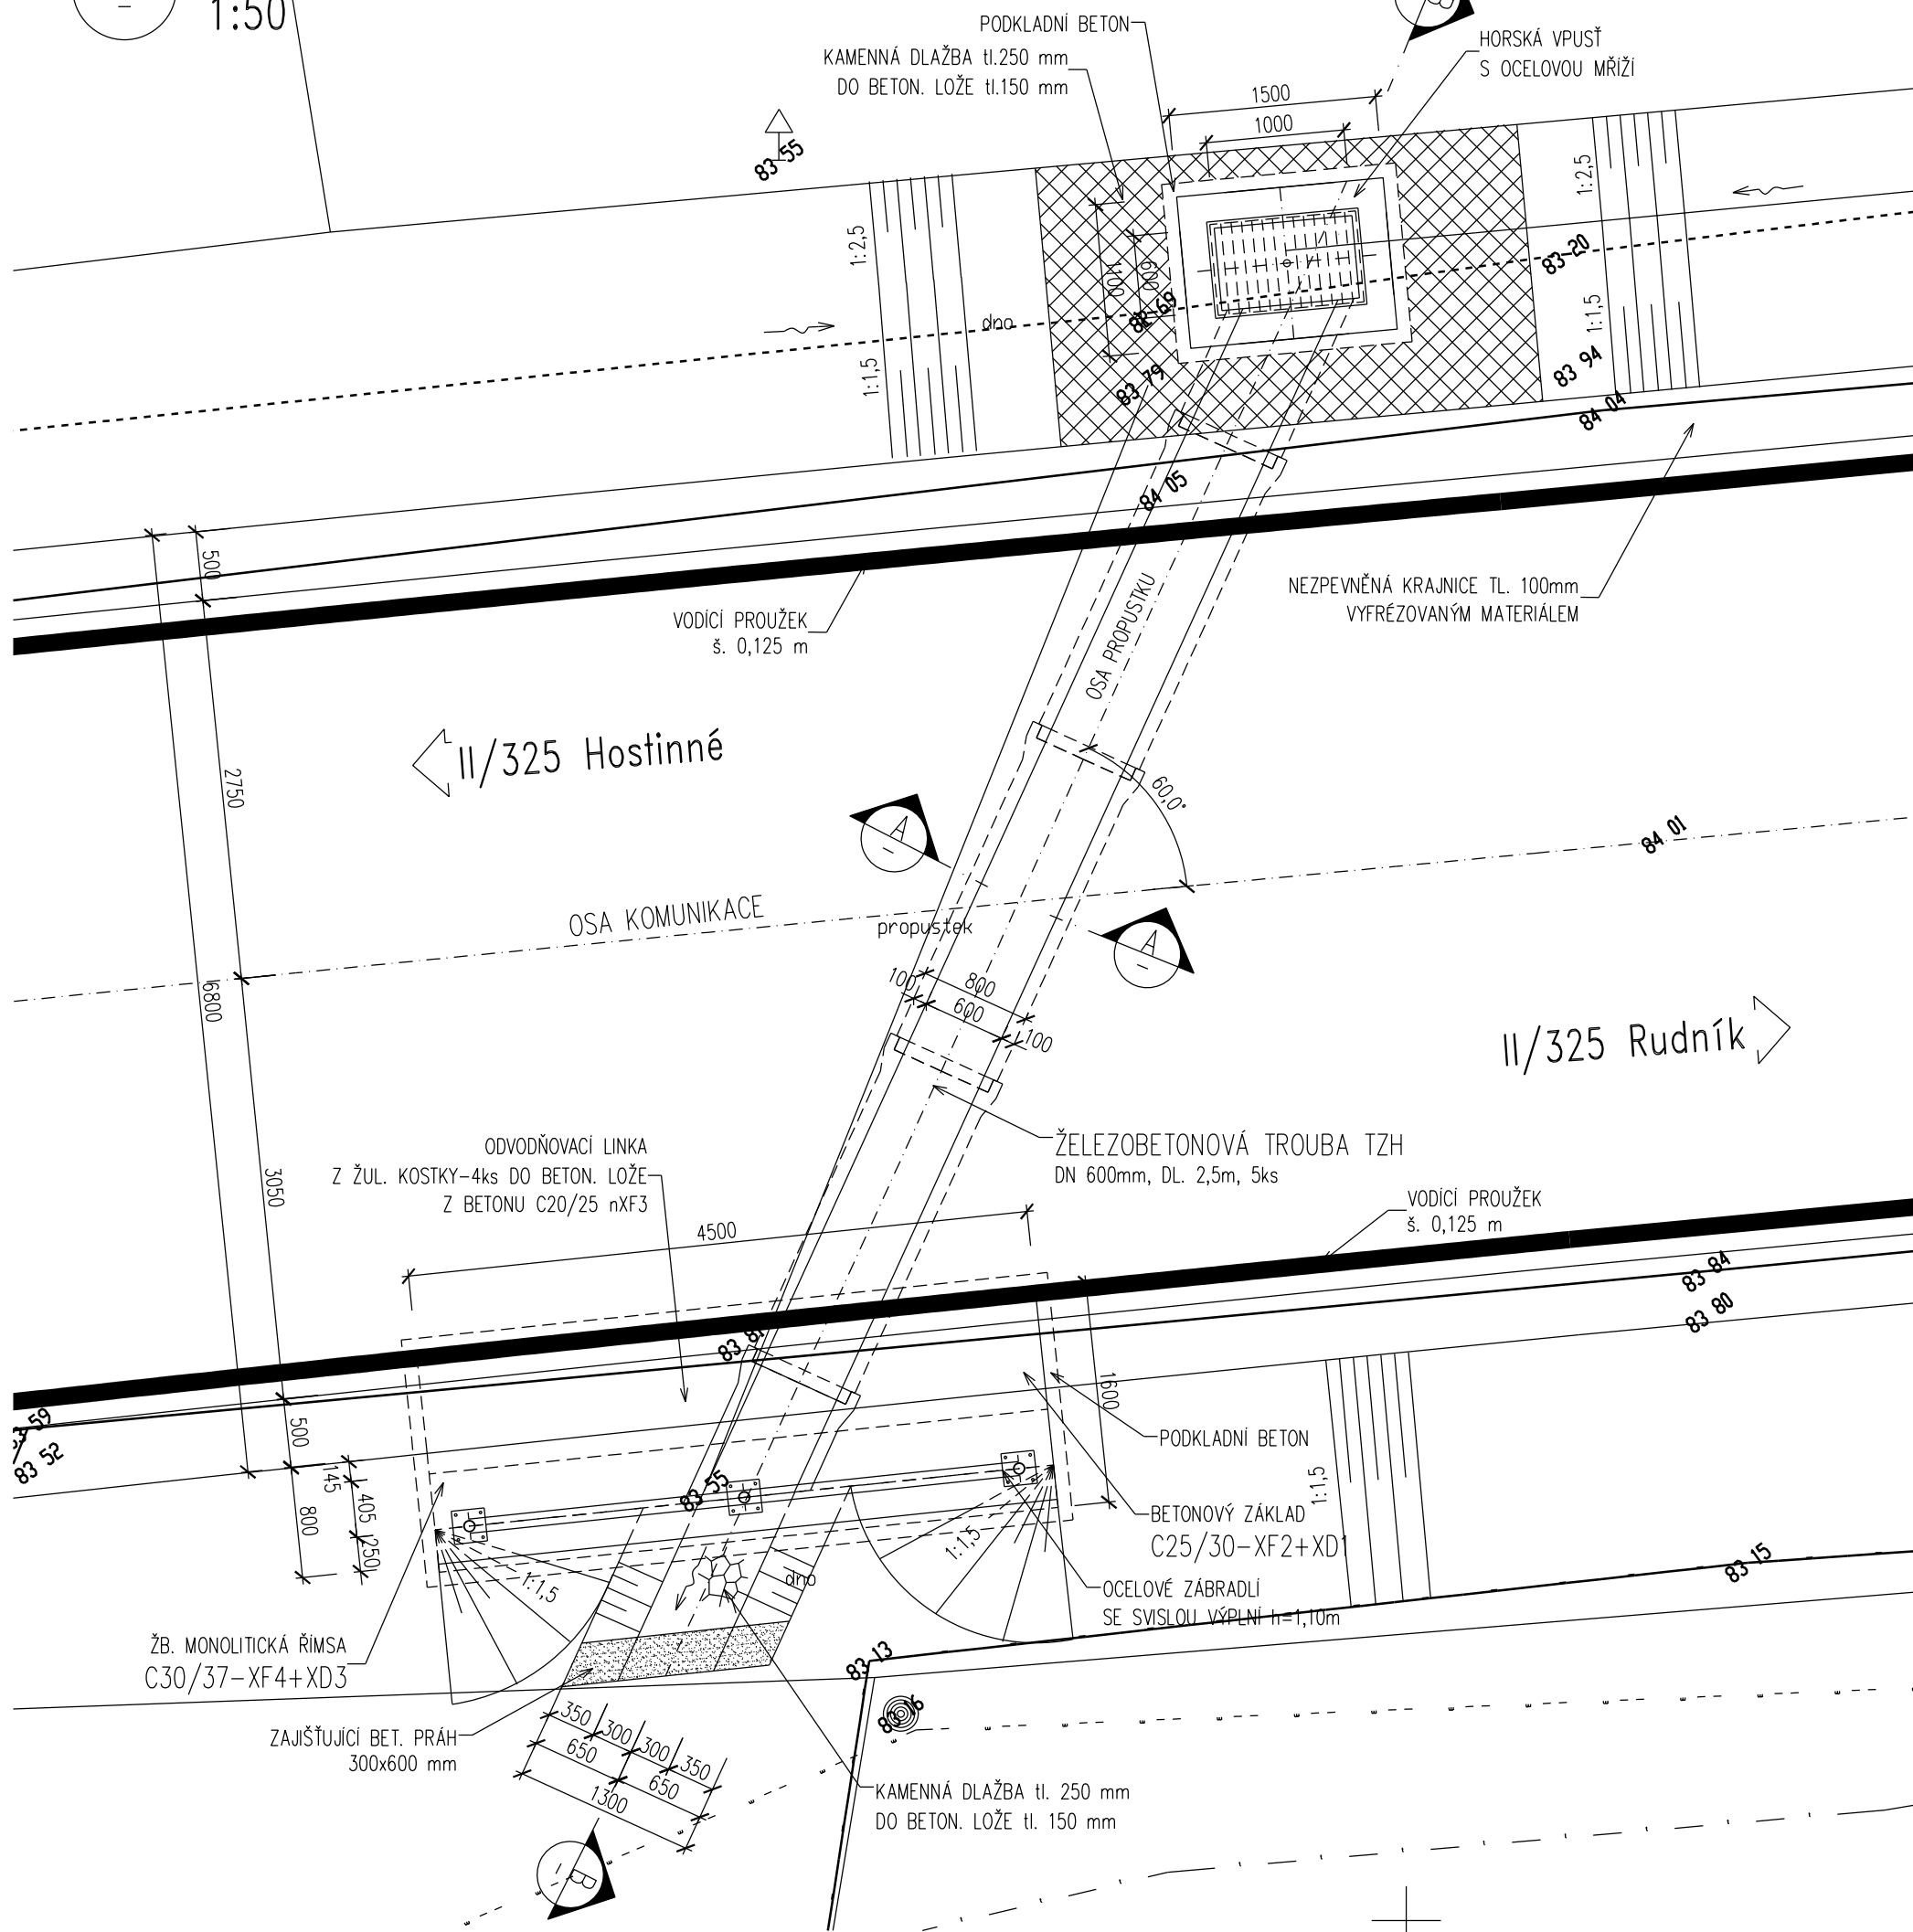 1:50
PODKLADNÍ BETON
KAMENNÁ DLAŽBA tl.250 mm
DO BETON. LOŽE tl.150 mm
HORSKÁ VPUSŤ
S OCELOVOU MŘÍŽÍ
B
1500
1000
83 55
1:2,5
1:2,5
1100
600
83-20
82 69
1:1,5
dno
1:1,5
83 79
83 94
84 04
84 05
500
NEZPEVNĚNÁ KRAJNICE TL. 100mm
VYFRÉZOVANÝM MATERIÁLEM
VODÍCÍ PROUŽEK
š. 0,125 m
OSA PROPUSTKU
II/325 Hostinné
2750
60,0°
A
84 01
OSA KOMUNIKACE
propustek
A
6800
100
800
600
100
II/325 Rudník
ODVODŇOVACÍ LINKA
Z ŽUL. KOSTKY-4ks DO BETON. LOŽE
Z BETONU C20/25 nXF3
ŽELEZOBETONOVÁ TROUBA TZH
DN 600mm, DL. 2,5m, 5ks
3050
VODÍCÍ PROUŽEK
š. 0,125 m
4500
83 84
83 80
1600
59
83 52
500
145
405
250
800
PODKLADNÍ BETON
83 55
1:1,5
BETONOVÝ ZÁKLAD
C25/30-XF2+XD1
1:1,5
1:1,5
dno
83 15
OCELOVÉ ZÁBRADLÍ
SE SVISLOU VÝPLNÍ h=1,10m
ŽB. MONOLITICKÁ ŘÍMSA
C30/37-XF4+XD3
83-13
83 16
ZAJIŠŤUJÍCÍ BET. PRÁH
300x600 mm
350
300
300
350
650
650
1300
KAMENNÁ DLAŽBA tl. 250 mm
DO BETON. LOŽE tl. 150 mm
B